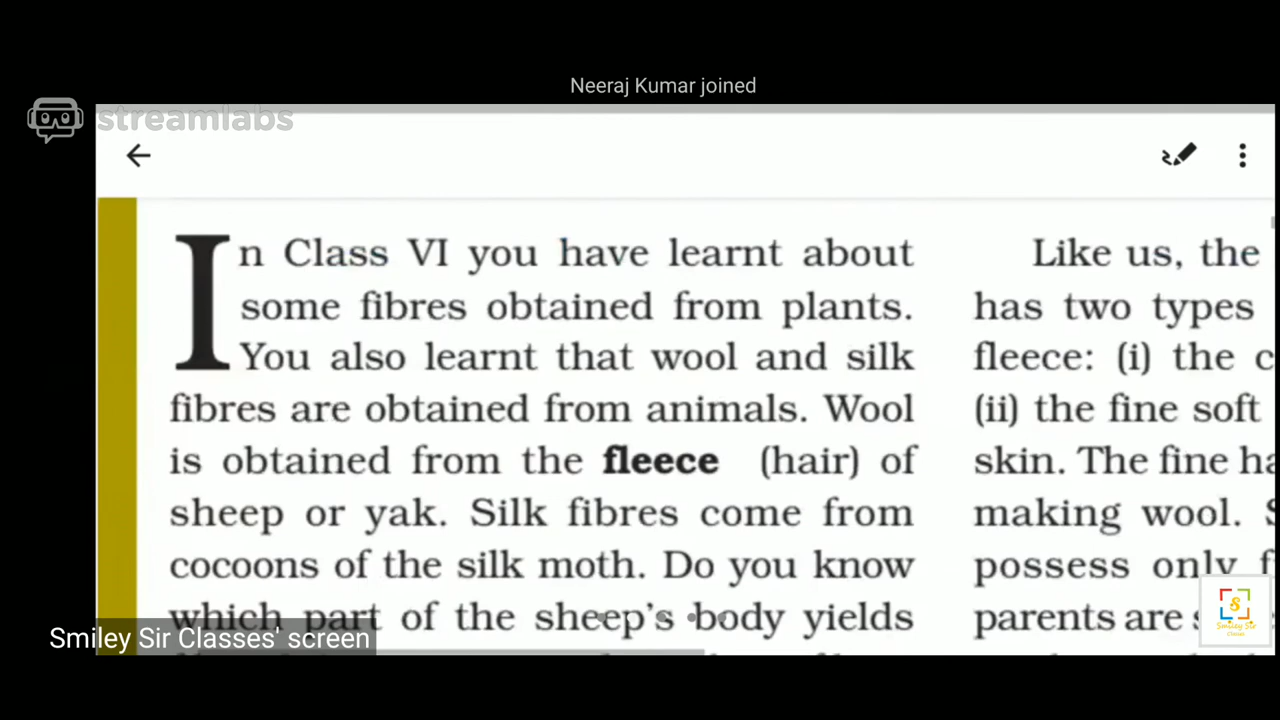 Neeraj Kumar joined
streamlabs
In Class VI you have learnt about
some fibres obtained from plants.
You also learnt that wool and silk
fibres are obtained from animals. Wool
is obtained from the fleece (hair) of
sheep or yak. Silk fibres come from
cocoons of the silk moth. Do you know
which part of the sheep's body yields
Like us, the
has two types
fleece: (i) the
(ii) the fine soft
skin. The fine
making wool.
possess only
parents are
Smiley Sir Classes' screen
S
Smiley Sir
Classes